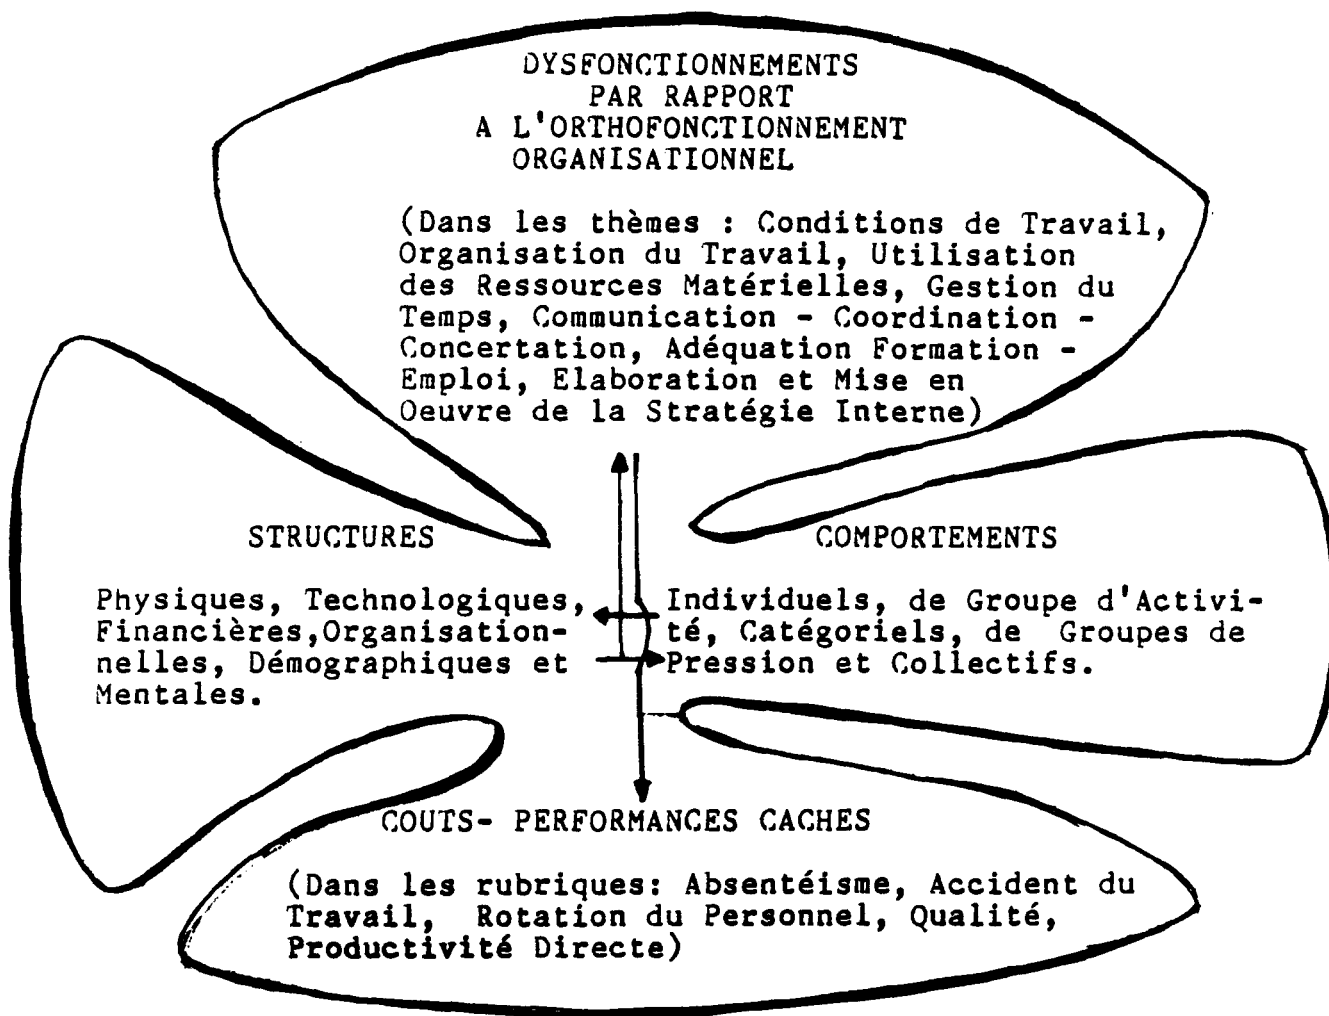 DYSFONCTIONNEMENTS
PAR RAPPORT
A L'ORTHOFONCTIONNEMENT
ORGANISATIONNEL
(Dans les thèmes : Conditions de Travail,
Organisation du Travail, Utilisation
des Ressources Matérielles, Gestion du
Temps, Communication - Coordination -
Concertation, Adéquation Formation -
Emploi, Elaboration et Mise en
Oeuvre de la Stratégie Interne)
STRUCTURES
Physiques, Technologiques,
Financières,Organisation-
nelles, Démographiques et
Mentales.
COMPORTEMENTS
Individuels, de Groupe d'Activi-
té, Catégoriels, de Groupes de
Pression et Collectifs.
COUTS- PERFORMANCES CACHES
(Dans les rubriques: Absentéisme, Accident du
Travail, Rotation du Personnel, Qualité,
Productivité Directe)